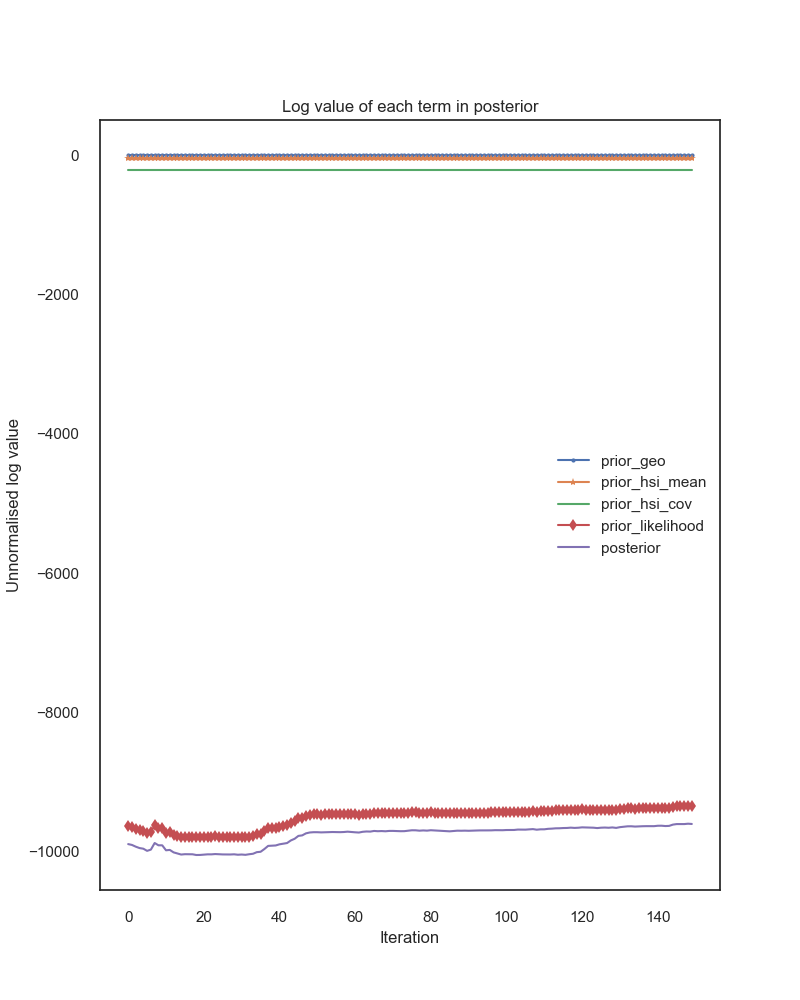 Log value of each term in posterior
Unnormalised log value
0
−2000
−4000
−6000
−8000
−10000
prior_geo
prior_hsi_mean
prior_hsi_cov
prior_likelihood
posterior
0 20 40 60 80 100 120 140
Iteration